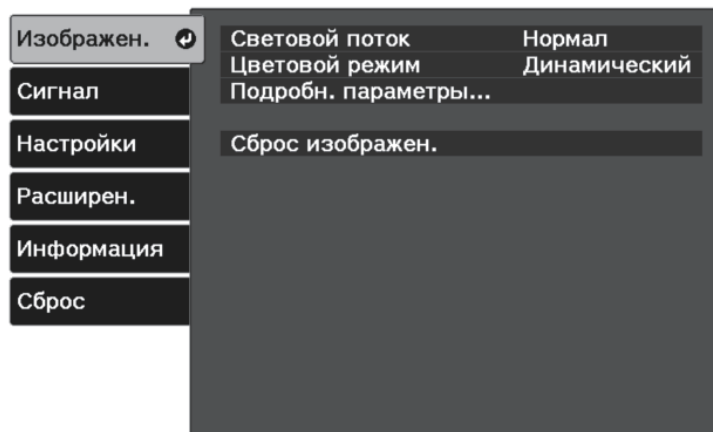 Изображен.
Сигнал
Настройки
Расширен.
Информация
Сброс
Световой поток Нормал
Цветовой режим Динамический
Подробн. параметры...
Сброс изображен.